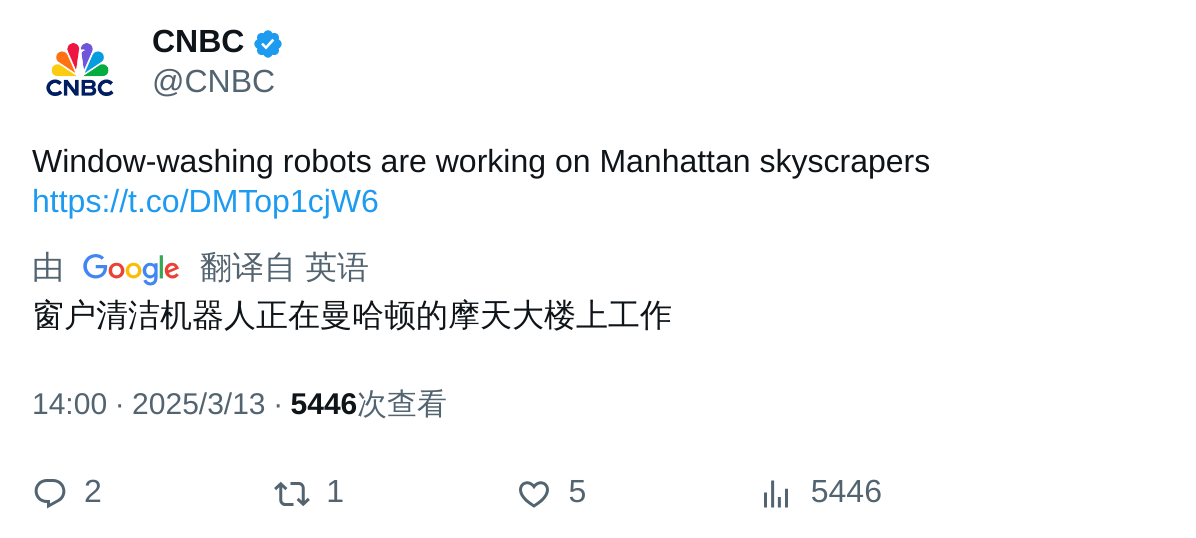 CNBC
CNBC
@CNBC
Window-washing robots are working on Manhattan skyscrapers
https://t.co/DMTop1cjW6
由 Google 翻译自 英语
窗户清洁机器人正在曼哈顿的摩天大楼上工作
14:00 · 2025/3/13 · 5446次查看
2 1 5 5446